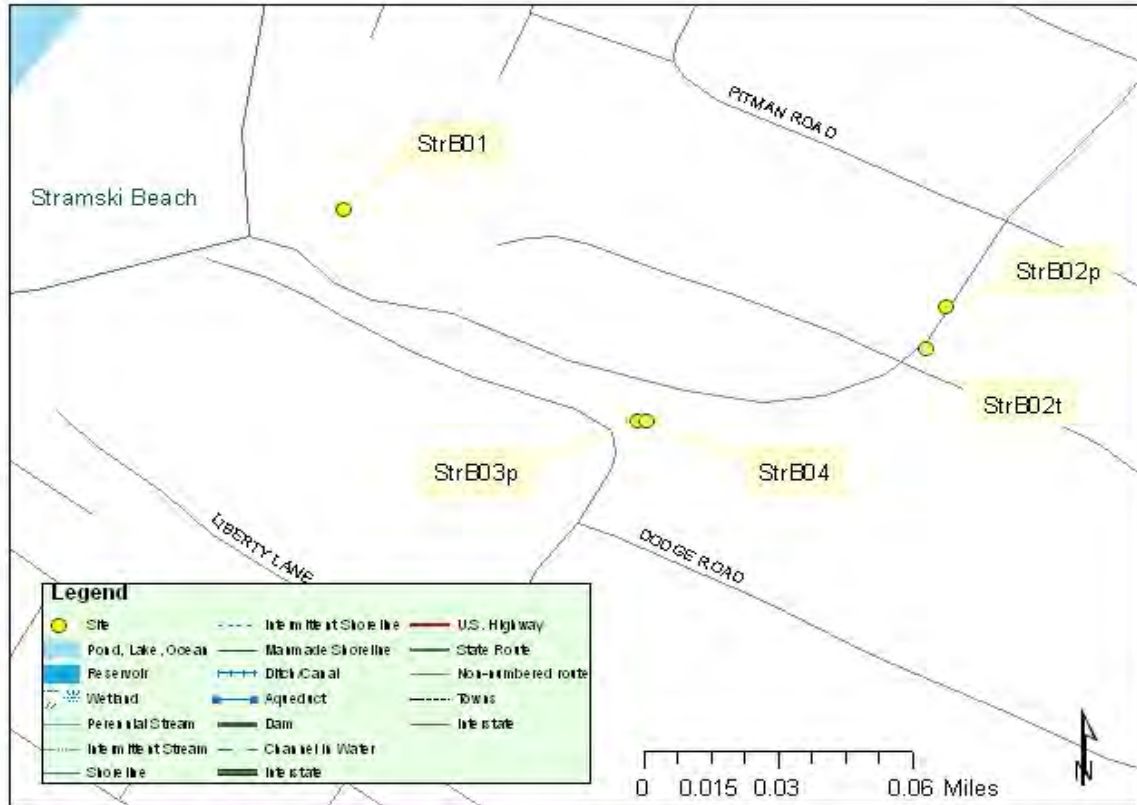 PITMAN ROAD
StrB01
Stramski Beach
StrB02p
StrB02t
StrB03p
StrB04
LIBERTY LANE
DODGE ROAD
Legend
Site
Pond, Lake, Ocean
Reservoir
Wetland
Perennial Stream
Intermittent Stream
Shoreline
Intermittent Shoreline
Manmade Shoreline
Ditch/Canal
Aqueduct
Dam
Channel in Water
Interstate
U.S. Highway
State Route
Non-numbered route
Towns
Interstate
0 0.015 0.03 0.06 Miles
N